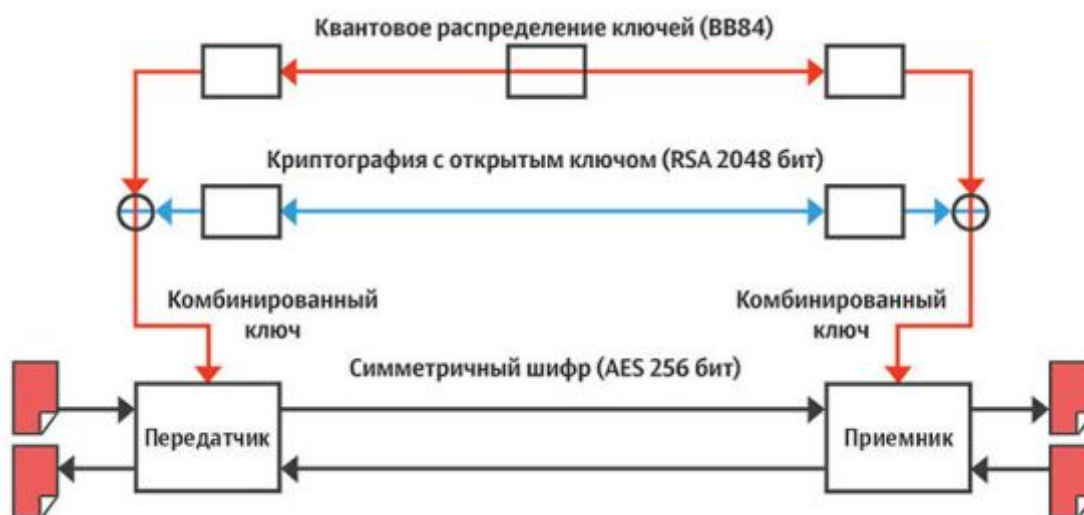 Квантовое распределение ключей (BB84)
Криптография с открытым ключом (RSA 2048 бит)
Комбинированный
ключ
Комбинированный
ключ
Симметричный шифр (AES 256 бит)
Передатчик
Приемник